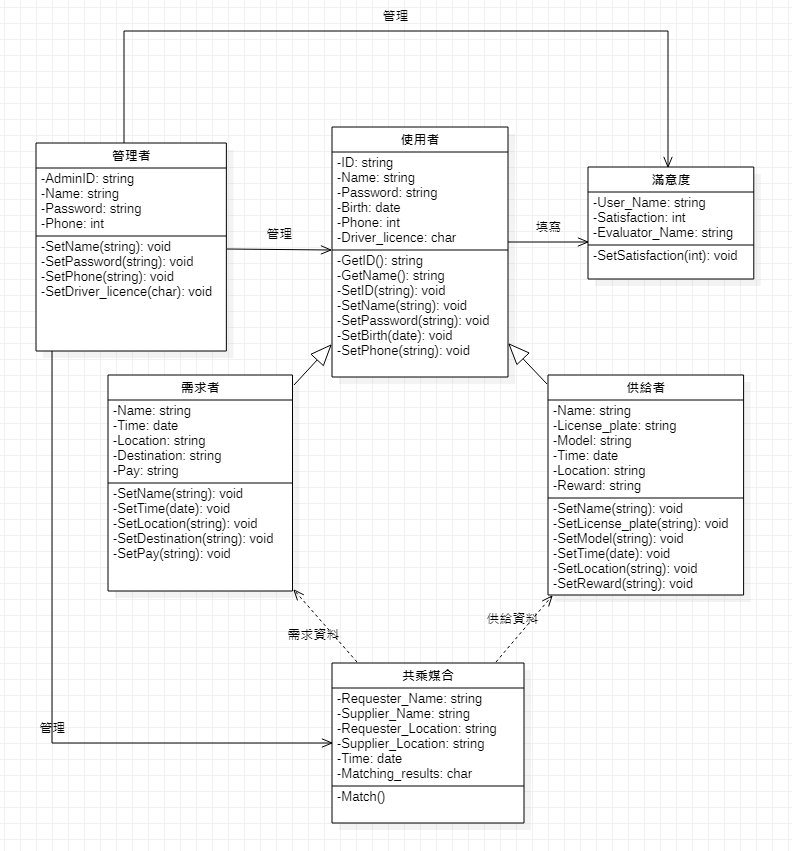 管理
管理者
-AdminID: string
-Name: string
-Password: string
-Phone: int
-SetName(string): void
-SetPassword(string): void
-SetPhone(string): void
-SetDriver_licence(char): void
管理
使用者
-ID: string
-Name: string
-Password: string
-Birth: date
-Phone: int
-Driver_licence: char
-GetID(): string
-GetName(): string
-SetID(string): void
-SetName(string): void
-SetPassword(string): void
-SetBirth(date): void
-SetPhone(string): void
填寫
滿意度
-User_Name: string
-Satisfaction: int
-Evaluator_Name: string
-SetSatisfaction(int): void
需求者
-Name: string
-Time: date
-Location: string
-Destination: string
-Pay: string
-SetName(string): void
-SetTime(date): void
-SetLocation(string): void
-SetDestination(string): void
-SetPay(string): void
供給者
-Name: string
-License_plate: string
-Model: string
-Time: date
-Location: string
-Reward: string
-SetName(string): void
-SetLicense_plate(string): void
-SetModel(string): void
-SetTime(date): void
-SetLocation(string): void
-SetReward(string): void
需求資料
供給資料
管理
共乘媒合
-Requester_Name: string
-Supplier_Name: string
-Requester_Location: string
-Supplier_Location: string
-Time: date
-Matching_results: char
-Match()